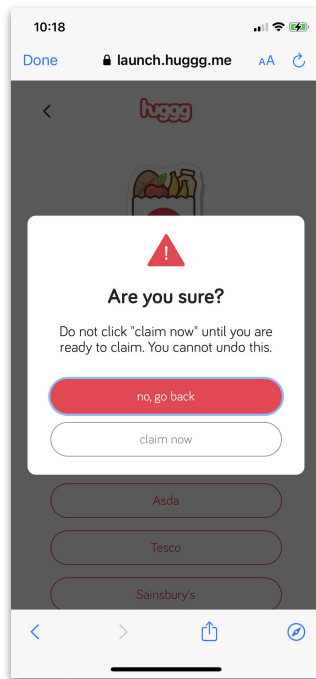 10:18
Done
launch.huggg.me
AA
huggg
!
Are you sure?
Do not click "claim now" until you are
ready to claim. You cannot undo this.
no, go back
claim now
Asda
Tesco
Sainsbury's